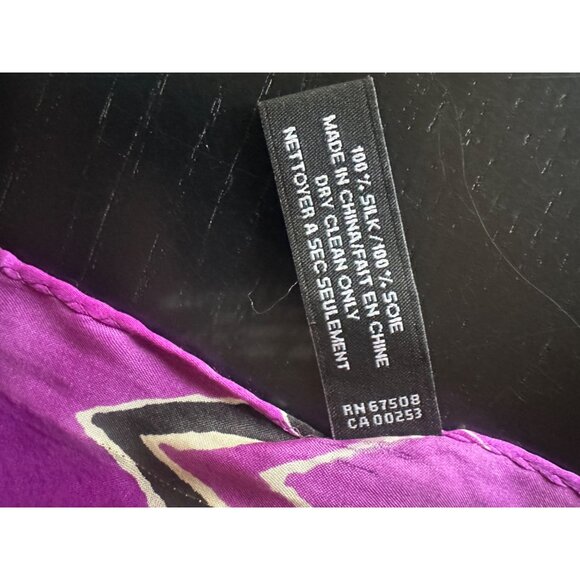 100% SILK/100% SOIE
MADE IN CHINA/FAIT EN CHINE
DRY CLEAN ONLY
NETTOYER A SEC SEULEMENT
RN 67508
CA 00253